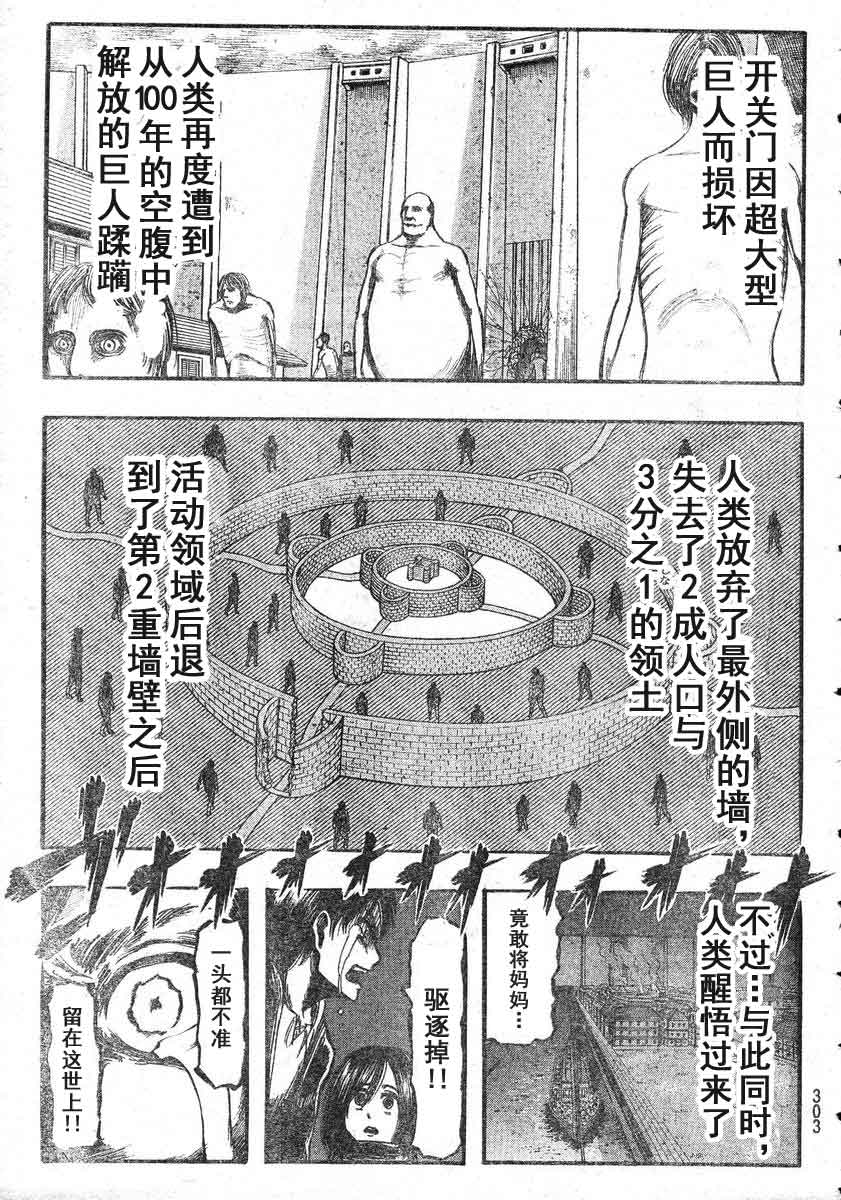 开关门因超大型
巨人而损坏
人类再度遭到
从100年的空腹中
解放的巨人蹂躏
人类放弃了最外侧的墙，
失去了2成人口与
3分之1的领土
活动领域后退
到了第2重墙壁之后
不过…与此同时，
人类醒悟过来了
竟敢将妈妈…
驱逐掉!!
一头都不准
留在这世上!!
303